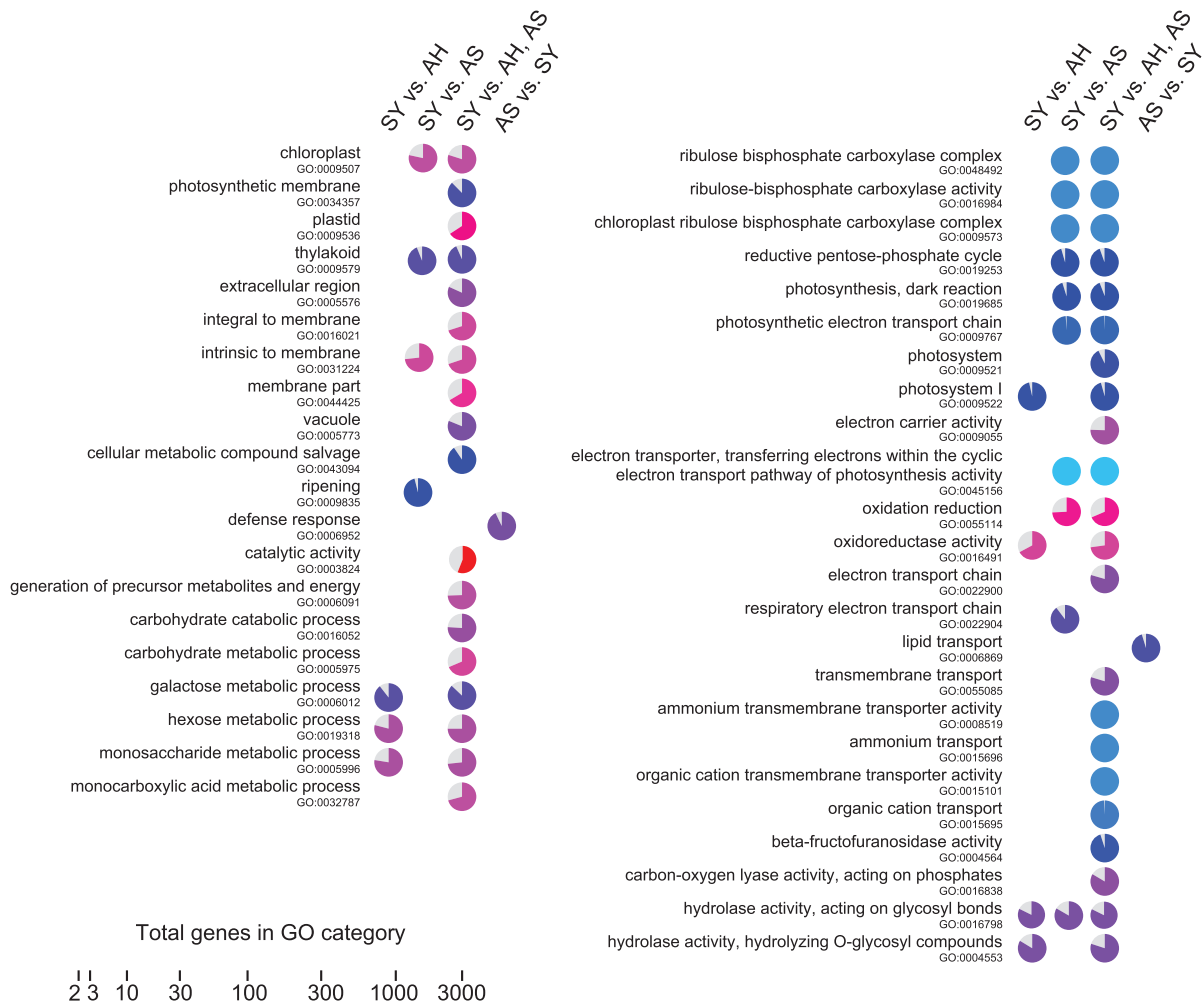 SY vs. AH
SY vs. AS
SY vs. AH, AS
AS vs. SY
chloroplast
GO:0009507
photosynthetic membrane
GO:0034357
plastid
GO:0009536
thylakoid
GO:0009579
extracellular region
GO:0005576
integral to membrane
GO:0016021
intrinsic to membrane
GO:0031224
membrane part
GO:0044425
vacuole
GO:0005773
cellular metabolic compound salvage
GO:0043094
ripening
GO:0009835
defense response
GO:0006952
catalytic activity
GO:0003824
generation of precursor metabolites and energy
GO:0006091
carbohydrate catabolic process
GO:0016052
carbohydrate metabolic process
GO:0005975
galactose metabolic process
GO:0006012
hexose metabolic process
GO:0019318
monosaccharide metabolic process
GO:0005996
monocarboxylic acid metabolic process
GO:0032787
Total genes in GO category
2 3 10 30 100 300 1000 3000
SY vs. AH
SY vs. AS
SY vs. AH, AS
AS vs. SY
ribulose bisphosphate carboxylase complex
GO:0048492
ribulose-bisphosphate carboxylase activity
GO:0016984
chloroplast ribulose bisphosphate carboxylase complex
GO:0009573
reductive pentose-phosphate cycle
GO:0019253
photosynthesis, dark reaction
GO:0019685
photosynthetic electron transport chain
GO:0009767
photosystem
GO:0009521
photosystem I
GO:0009522
electron carrier activity
GO:0009055
electron transporter, transferring electrons within the cyclic
electron transport pathway of photosynthesis activity
GO:0045156
oxidation reduction
GO:0055114
oxidoreductase activity
GO:0016491
electron transport chain
GO:0022900
respiratory electron transport chain
GO:0022904
lipid transport
GO:0006869
transmembrane transport
GO:0055085
ammonium transmembrane transporter activity
GO:0008519
ammonium transport
GO:0015696
organic cation transmembrane transporter activity
GO:0015101
organic cation transport
GO:0015695
beta-fructofuranosidase activity
GO:0004564
carbon-oxygen lyase activity, acting on phosphates
GO:0016838
hydrolase activity, acting on glycosyl bonds
GO:0016798
hydrolase activity, hydrolyzing O-glycosyl compounds
GO:0004553